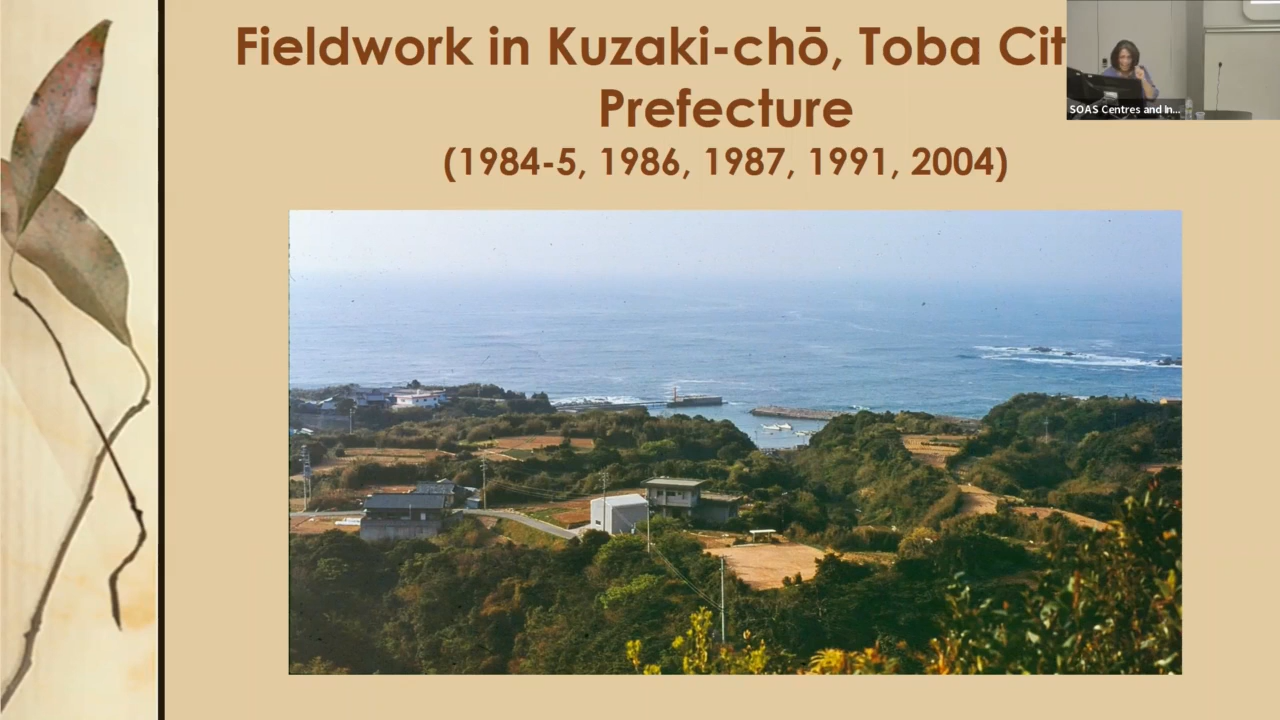 Fieldwork in Kuzaki-chō, Toba Cit
Prefecture
(1984-5, 1986, 1987, 1991, 2004)
SOAS Centres and In...